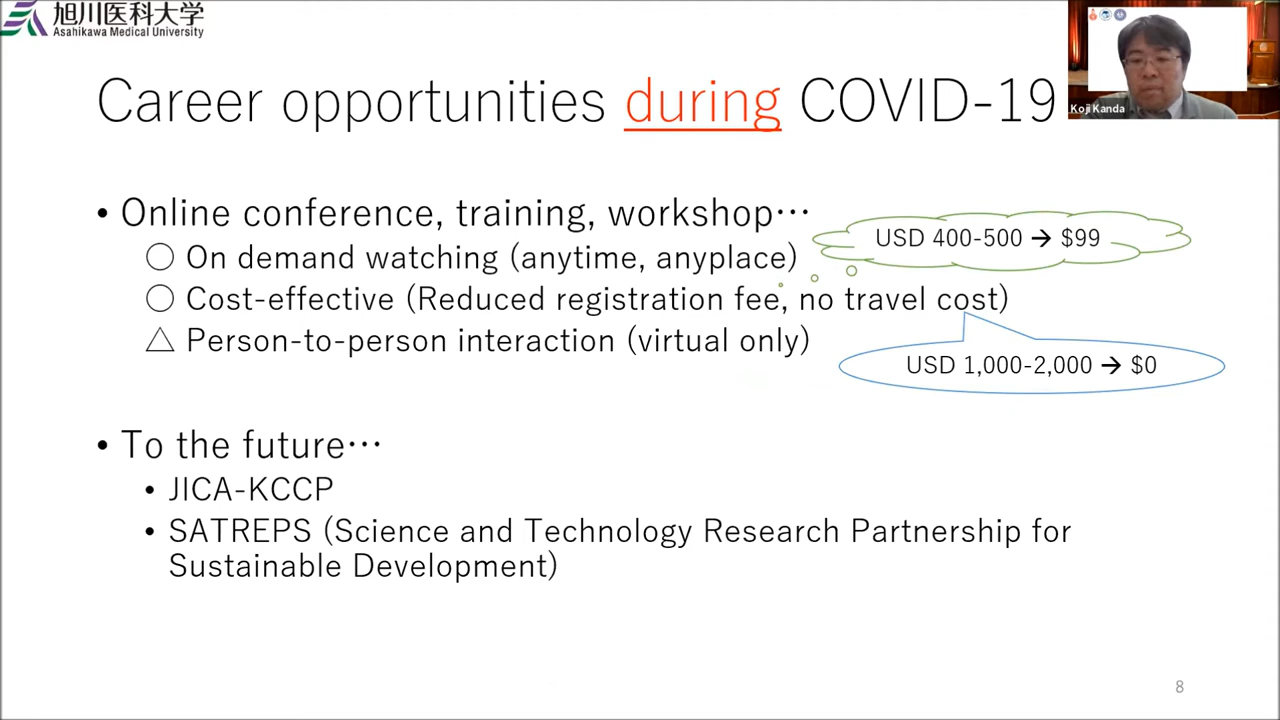 旭川医科大学
Asahikawa Medical University
Koji Kanda
Career opportunities during COVID-19
• Online conference, training, workshop…
○ On demand watching (anytime, anyplace)
USD 400-500 → $99
○ Cost-effective (Reduced registration fee, no travel cost)
△ Person-to-person interaction (virtual only)
USD 1,000-2,000 → $0
• To the future…
• JICA-KCCP
• SATREPS (Science and Technology Research Partnership for
Sustainable Development)
8